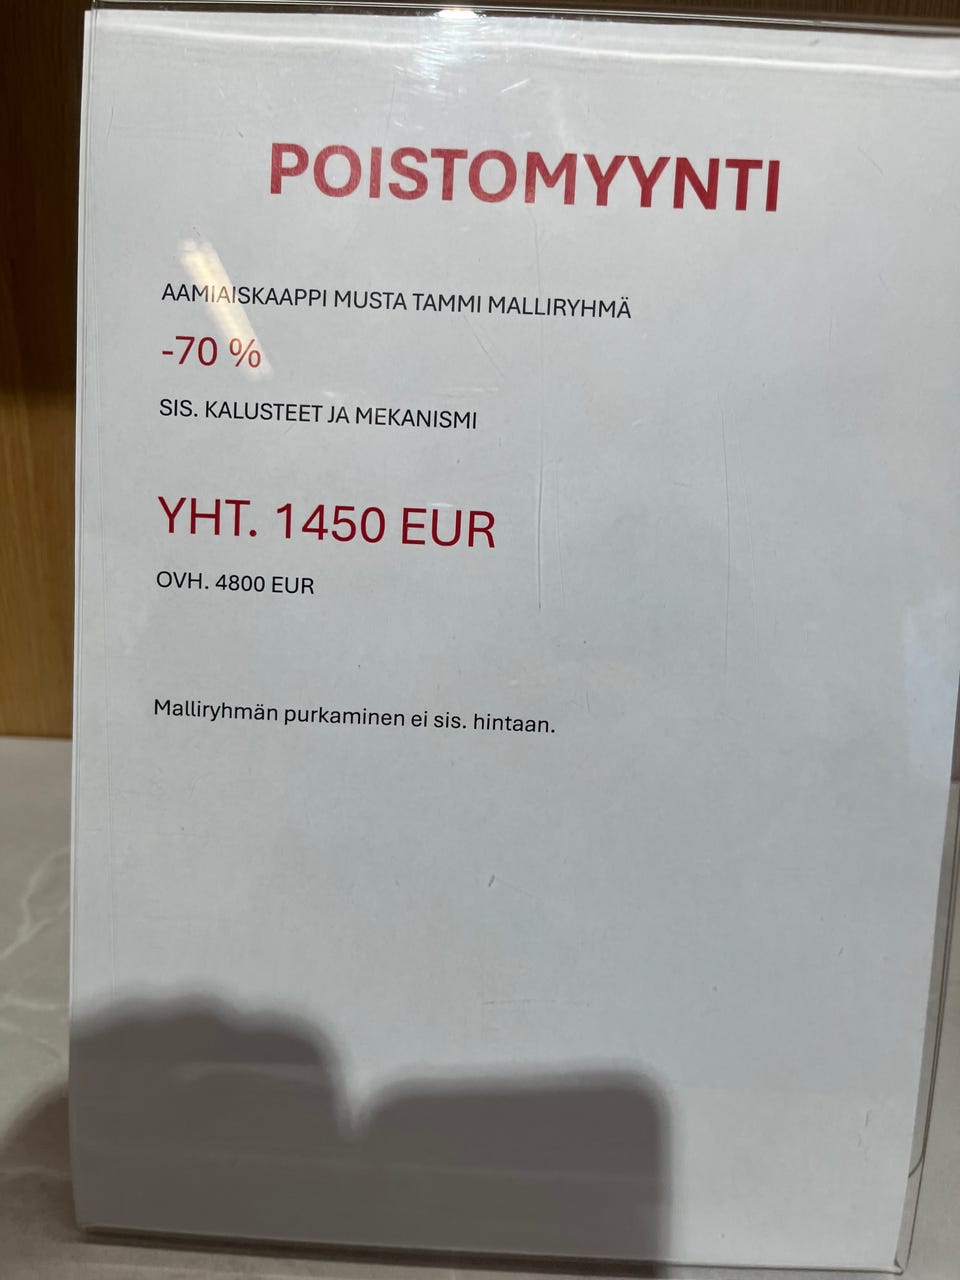 POISTOMYYNTI
AAMIAISKAAPPI MUSTA TAMMI MALLIRYHMÄ
-70 %
SIS. KALUSTEET JA MEKANISMI
YHT. 1450 EUR
OVH. 4800 EUR
Malliryhmän purkaminen ei sis. hintaan.